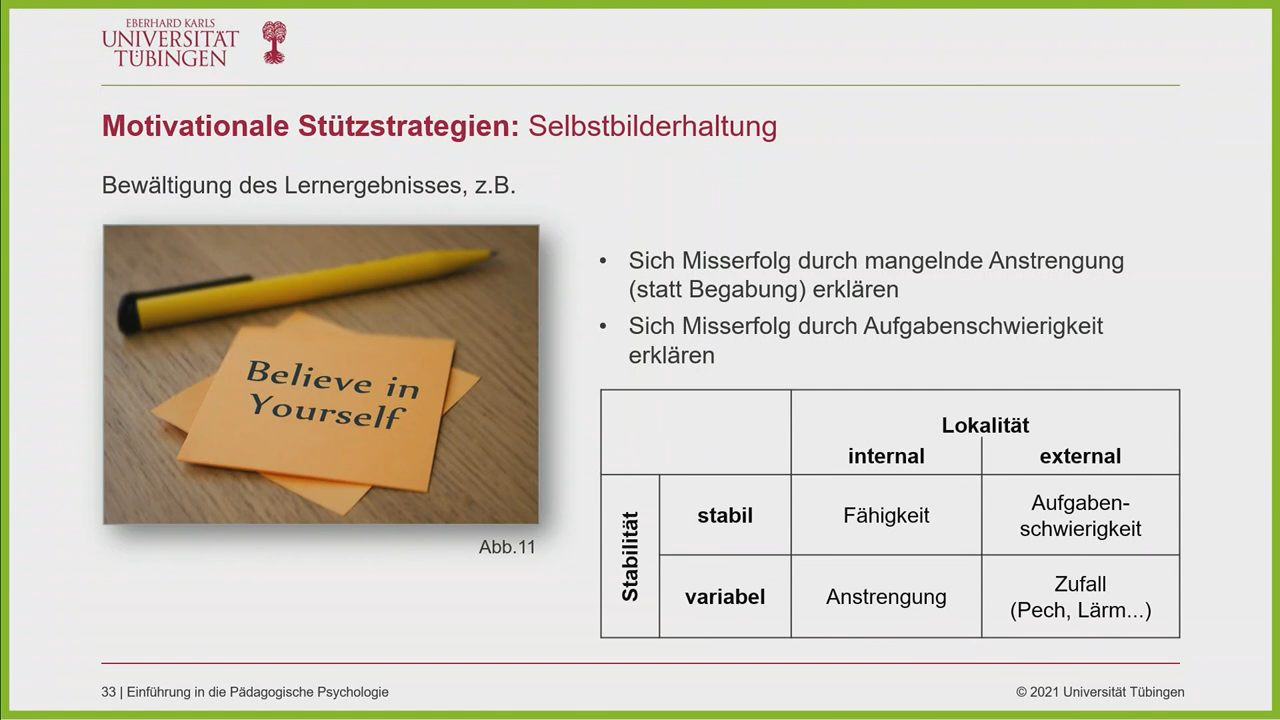 EBERHARD KARLS
UNIVERSITÄT
TÜBINGEN
Motivationale Stützstrategien: Selbstbilderhaltung
Bewältigung des Lernergebnisses, z.B.
Believe in
Yourself
Abb.11
• Sich Misserfolg durch mangelnde Anstrengung
(statt Begabung) erklären
• Sich Misserfolg durch Aufgabenschwierigkeit
erklären
Lokalität
internal external
Stabilität
stabil Fähigkeit Aufgaben-
schwierigkeit
variabel Anstrengung Zufall
(Pech, Lärm...)
33 | Einführung in die Pädagogische Psychologie
© 2021 Universität Tübingen